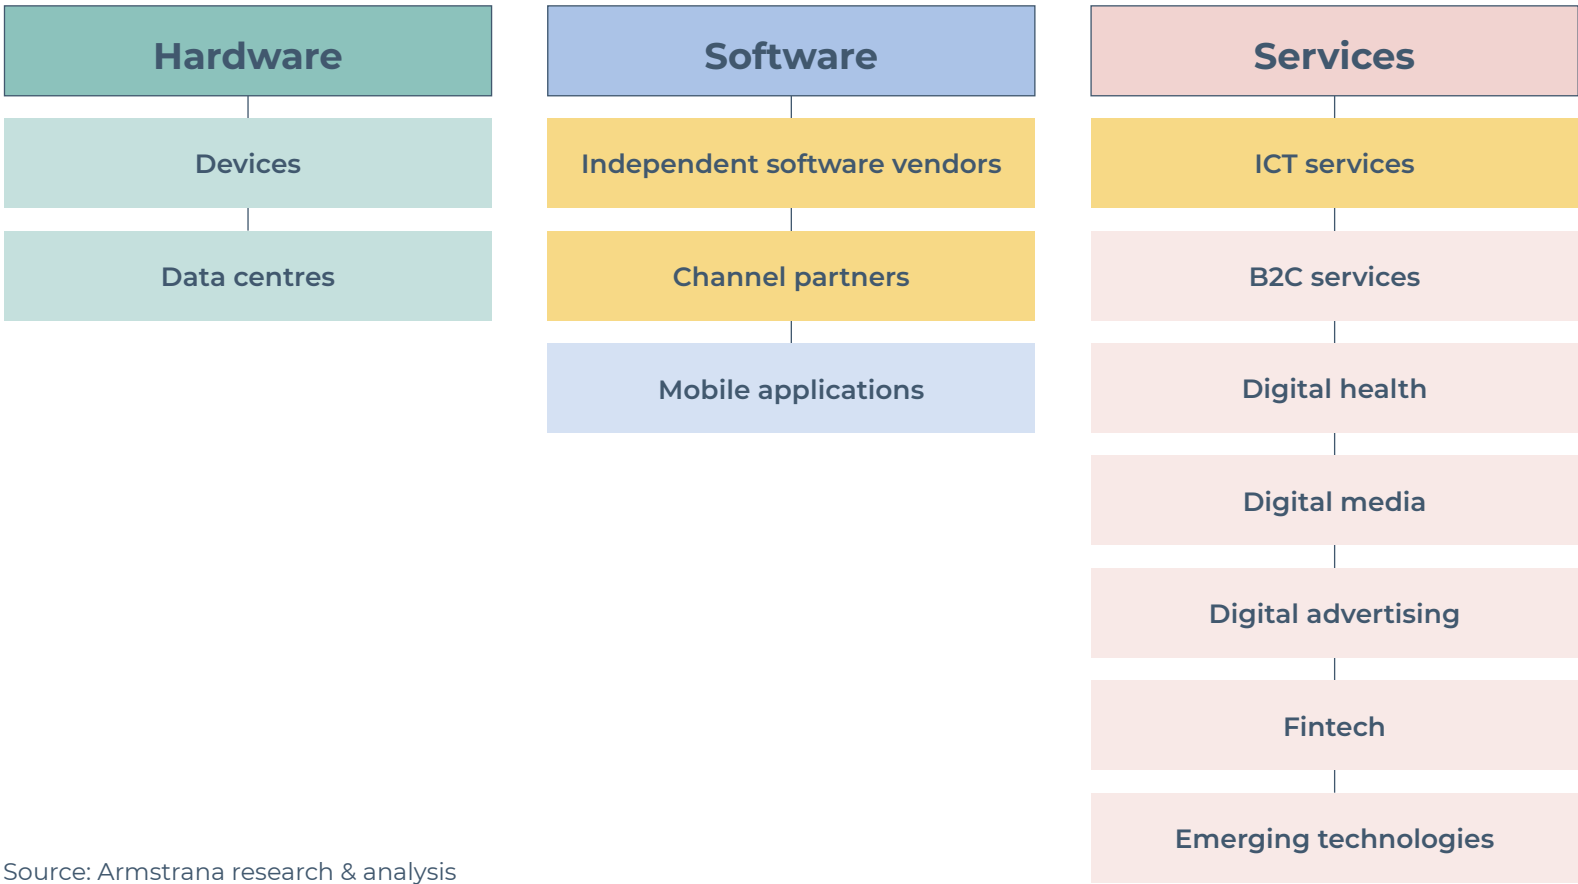 Hardware
Devices
Data centres
Software
Independent software vendors
Channel partners
Mobile applications
Services
ICT services
B2C services
Digital health
Digital media
Digital advertising
Fintech
Emerging technologies
Source: Armstrana research & analysis